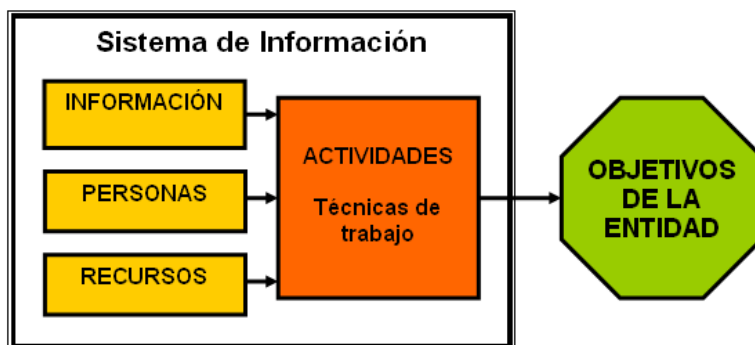 Sistema de Información
INFORMACIÓN
PERSONAS
RECURSOS
ACTIVIDADES
Técnicas de
trabajo
OBJETIVOS
DE LA
ENTIDAD